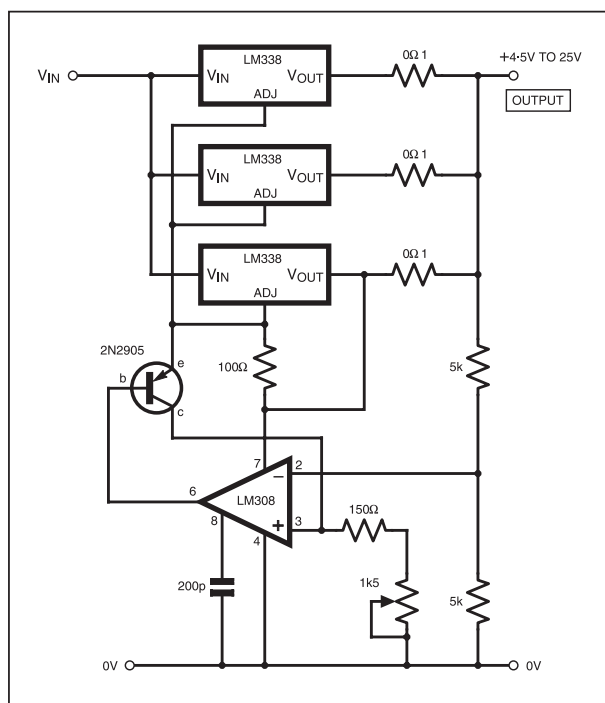 LM338
+4·5V TO 25V
VIN
VIN
VOUT
0Ω1
ADJ
OUTPUT
LM338
VIN
VOUT
0Ω1
ADJ
LM338
VIN
VOUT
0Ω1
ADJ
2N2905
e
b
c
100Ω
5k
7
2
6
−
LM308
8
+
3
150Ω
4
200p
1k5
5k
0V
0V